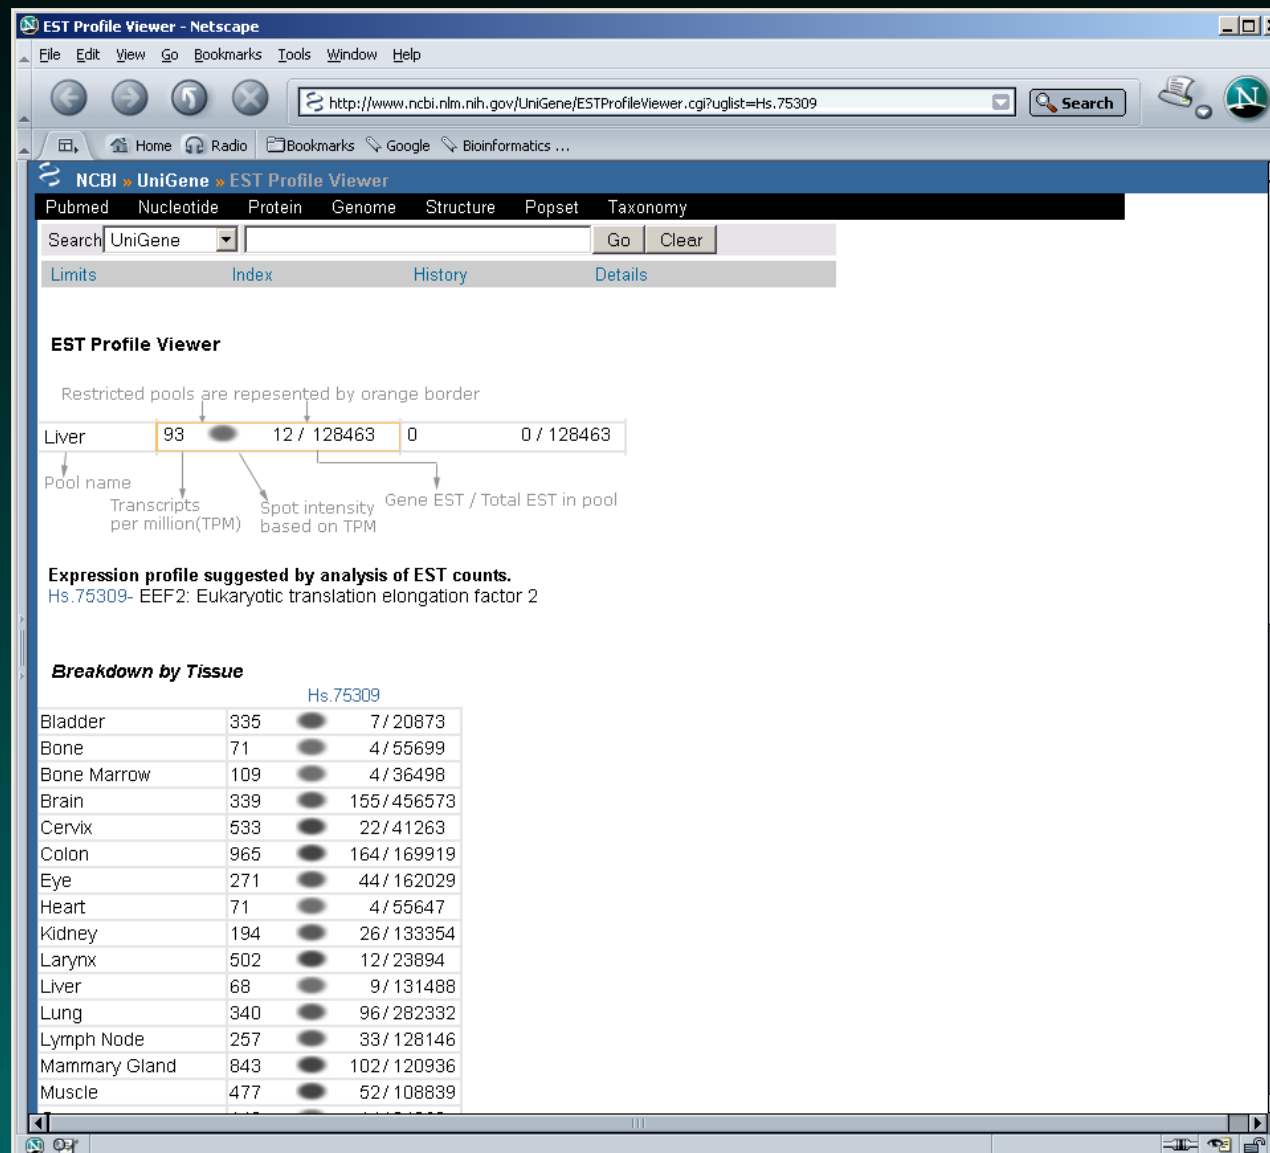 EST Profile Viewer - Netscape
File Edit View Go Bookmarks Tools Window Help
http://www.ncbi.nlm.nih.gov/UniGene/ESTProfileViewer.cgi?uglist=Hs.75309 Search N
Home Radio Bookmarks Google Bioinformatics ...
NCBI » UniGene » EST Profile Viewer
Pubmed Nucleotide Protein Genome Structure Popset Taxonomy
Search UniGene Go Clear
Limits Index History Details
EST Profile Viewer
Restricted pools are repesented by orange border
Liver 93 12 / 128463 0 0 / 128463
Pool name
Transcripts per million(TPM)
Spot intensity based on TPM
Gene EST / Total EST in pool
Expression profile suggested by analysis of EST counts.
Hs.75309- EEF2: Eukaryotic translation elongation factor 2
Breakdown by Tissue
Hs.75309
Bladder 335 7 / 20873
Bone 71 4 / 55699
Bone Marrow 109 4 / 36498
Brain 339 155 / 456573
Cervix 533 22 / 41263
Colon 965 164 / 169919
Eye 271 44 / 162029
Heart 71 4 / 55647
Kidney 194 26 / 133354
Larynx 502 12 / 23894
Liver 68 9 / 131488
Lung 340 96 / 282332
Lymph Node 257 33 / 128146
Mammary Gland 843 102 / 120936
Muscle 477 52 / 108839